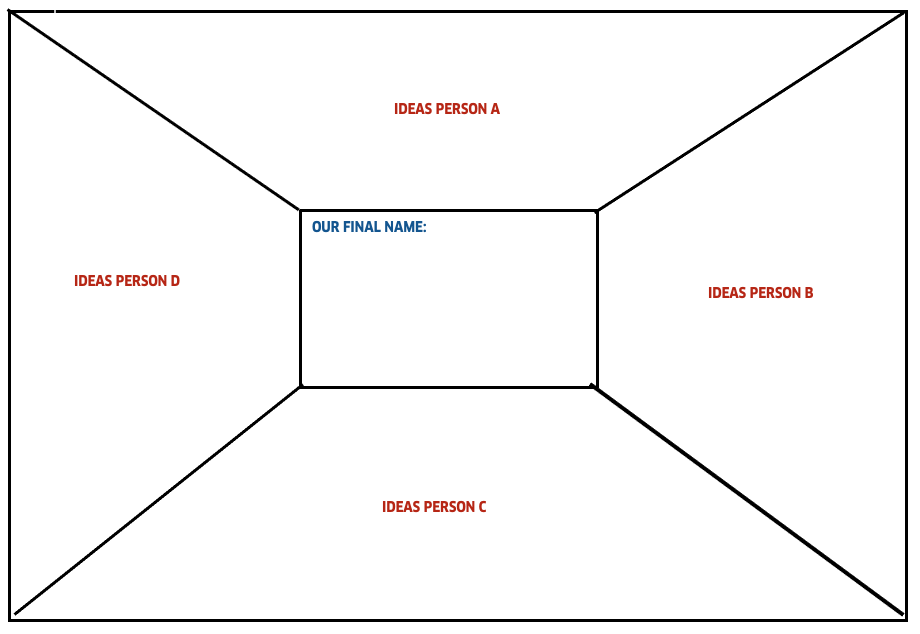 IDEAS PERSON A
OUR FINAL NAME:
IDEAS PERSON D
IDEAS PERSON B
IDEAS PERSON C